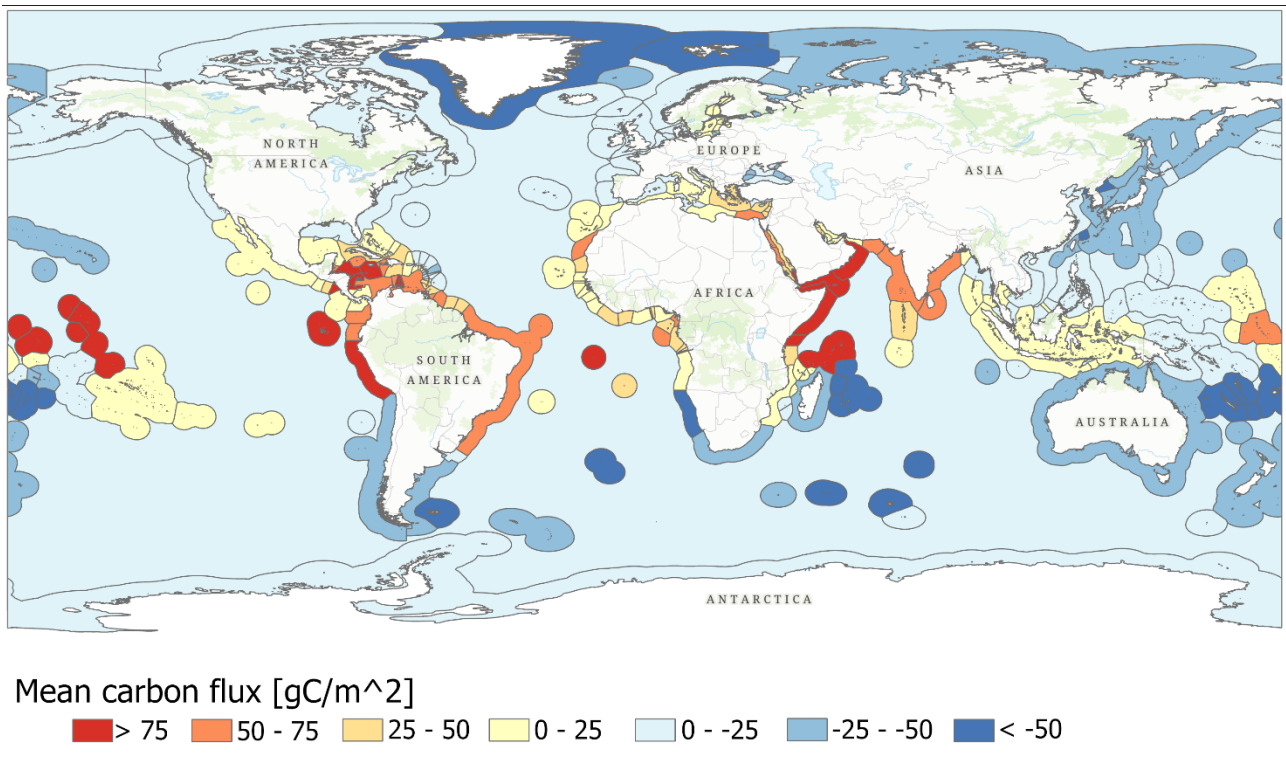 NORTH
AMERICA
EUROPE
ASIA
AFRICA
SOUTH
AMERICA
AUSTRALIA
ANTARCTICA
Mean carbon flux [gC/m^2]
> 75 50 - 75 25 - 50 0 - 25 0 - -25 -25 - -50 < -50